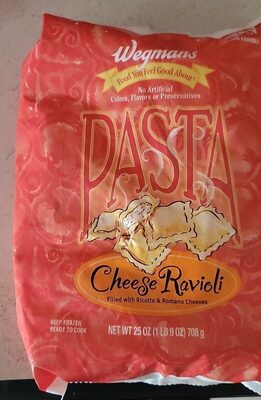 Wegmans
Food You Feel Good About
No Artificial
Colors, Flavors or Preservatives
PASTA
Cheese Ravioli
Filled with Ricotta & Romano Cheeses
KEEP FROZEN
READY TO COOK
NET WT 25 OZ (1 LB 9 OZ) 708 g